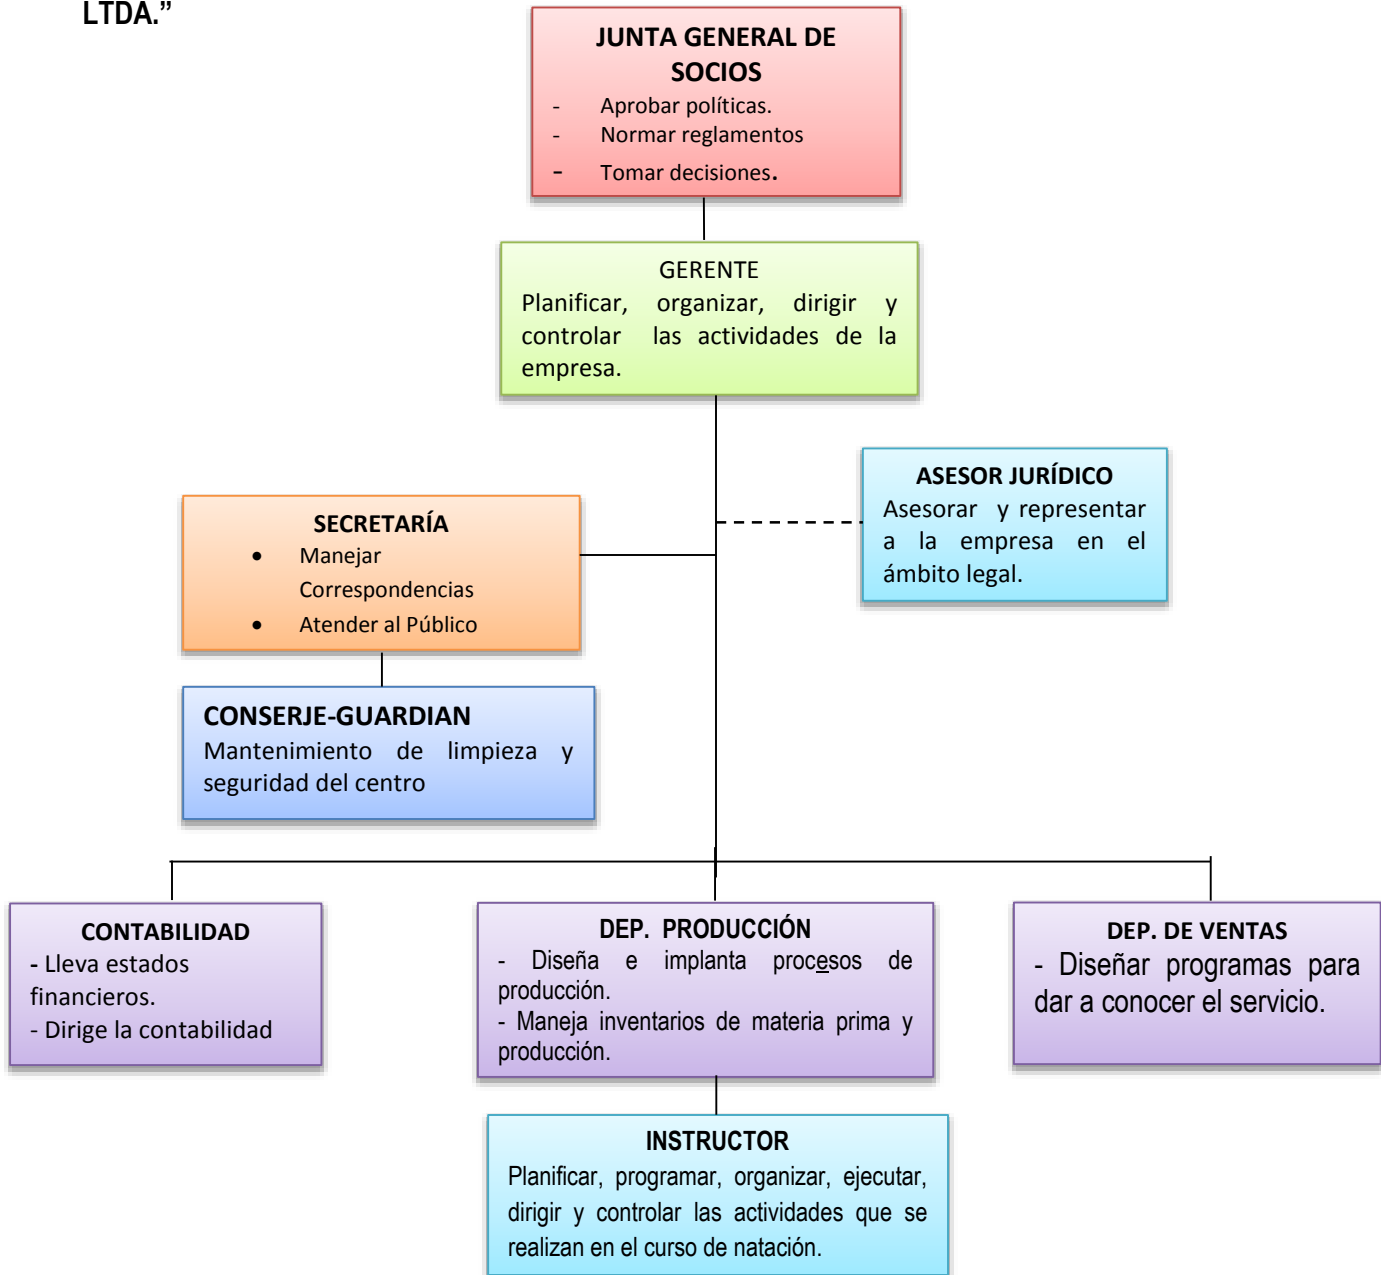 LTDA.”
JUNTA GENERAL DE
SOCIOS
- Aprobar políticas.
- Normar reglamentos
- Tomar decisiones.
GERENTE
Planificar, organizar, dirigir y
controlar las actividades de la
empresa.
ASESOR JURÍDICO
Asesorar y representar
a la empresa en el
ámbito legal.
SECRETARÍA
• Manejar
Correspondencias
• Atender al Público
CONSERJE-GUARDIAN
Mantenimiento de limpieza y
seguridad del centro
CONTABILIDAD
- Lleva estados
financieros.
- Dirige la contabilidad
DEP. PRODUCCIÓN
- Diseña e implanta procesos de
producción.
- Maneja inventarios de materia prima y
producción.
DEP. DE VENTAS
- Diseñar programas para
dar a conocer el servicio.
INSTRUCTOR
Planificar, programar, organizar, ejecutar,
dirigir y controlar las actividades que se
realizan en el curso de natación.